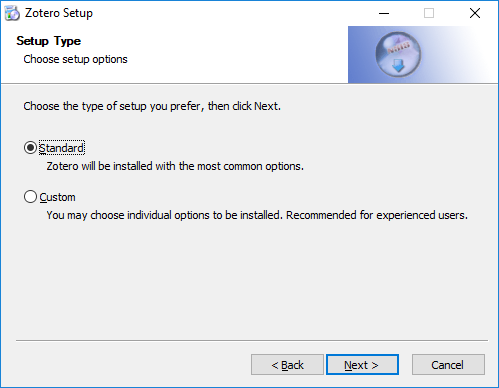 Zotero Setup
Setup Type
Choose setup options
Choose the type of setup you prefer, then click Next.
Standard
Zotero will be installed with the most common options.
Custom
You may choose individual options to be installed. Recommended for experienced users.
< Back
Next >
Cancel